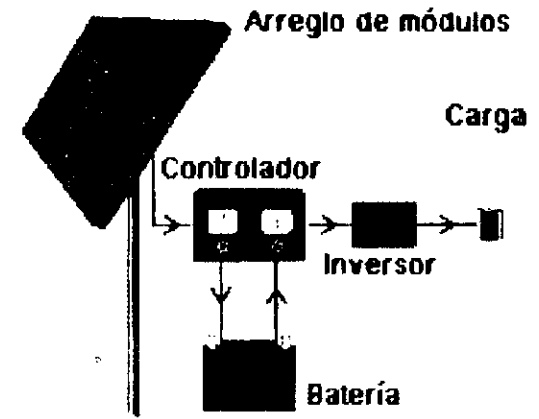 Arreglo de módulos
Carga
Controlador
Inversor
Batería